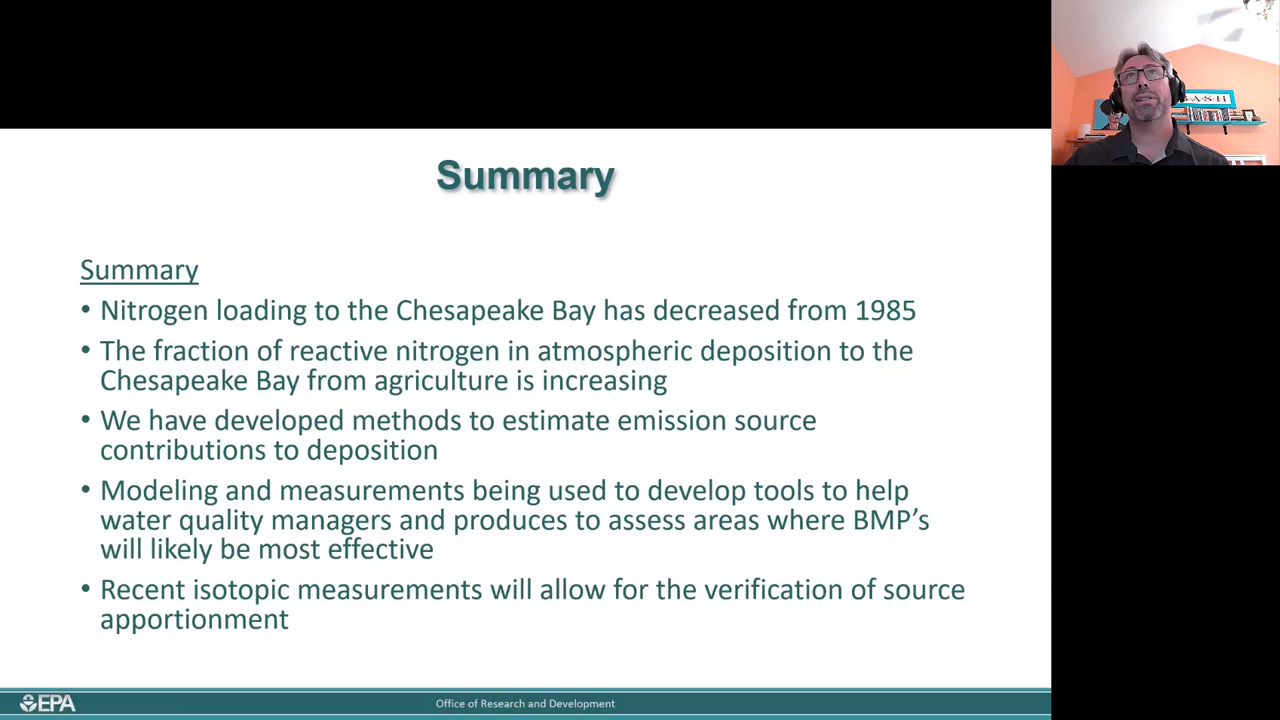 Summary
Summary
• Nitrogen loading to the Chesapeake Bay has decreased from 1985
• The fraction of reactive nitrogen in atmospheric deposition to the
Chesapeake Bay from agriculture is increasing
• We have developed methods to estimate emission source
contributions to deposition
• Modeling and measurements being used to develop tools to help
water quality managers and produces to assess areas where BMP’s
will likely be most effective
• Recent isotopic measurements will allow for the verification of source
apportionment
EPA
Office of Research and Development